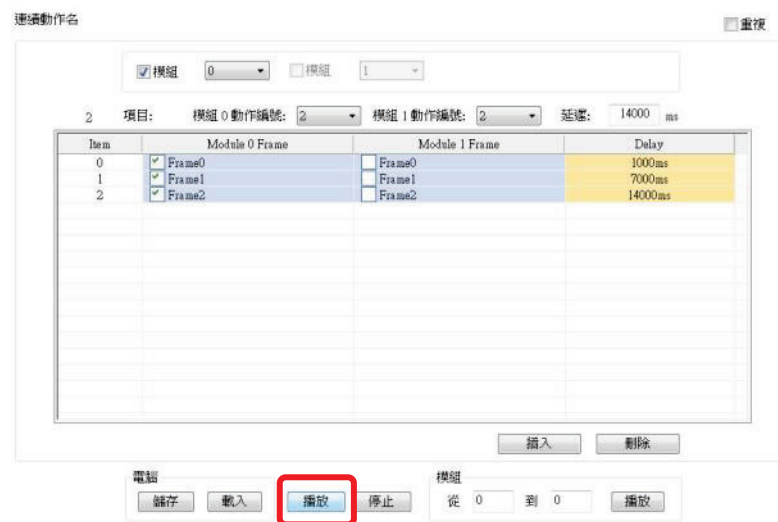 連續動作名
重複
模組 0 模組 1
2 項目: 模組 0 動作編號: 2 模組 1 動作編號: 2 延遲: 14000 ms
Item Module 0 Frame Module 1 Frame Delay
0 Frame0 Frame0 1000ms
1 Frame1 Frame1 7000ms
2 Frame2 Frame2 14000ms
插入 刪除
電腦 模組
儲存 載入 播放 停止 從 0 到 0 播放